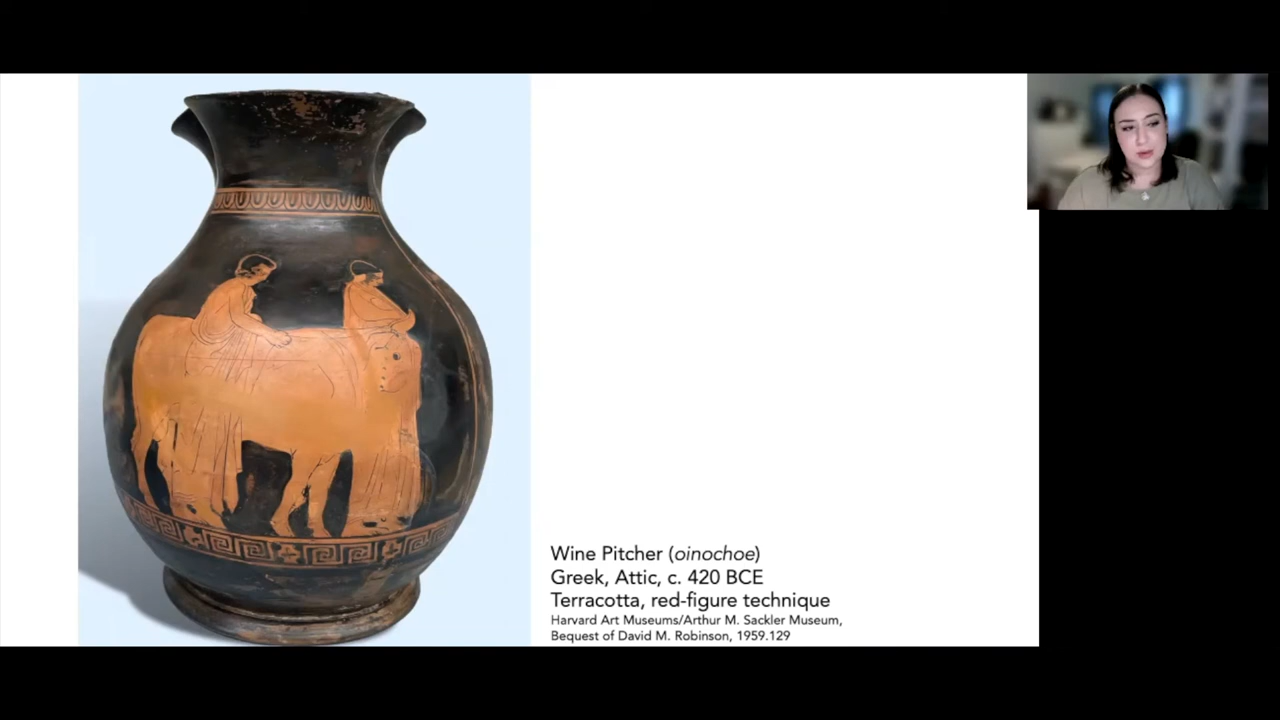 Wine Pitcher (oinochoe)
Greek, Attic, c. 420 BCE
Terracotta, red-figure technique
Harvard Art Museums/Arthur M. Sackler Museum,
Bequest of David M. Robinson, 1959.129